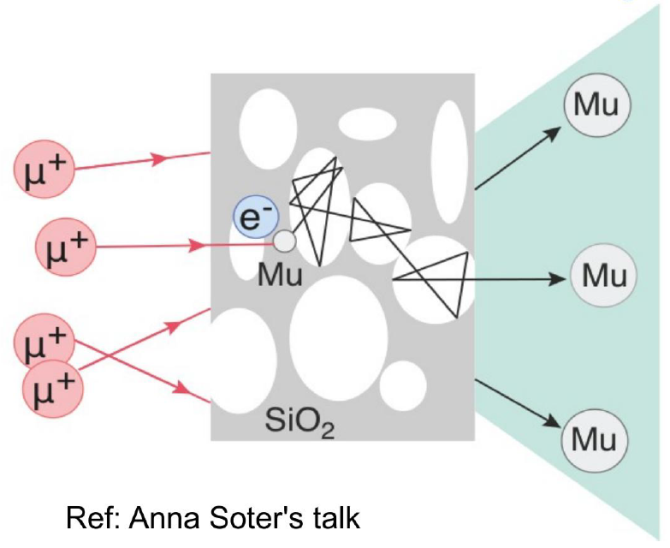 μ⁺
Mu
μ⁺
e⁻
Mu
Mu
μ⁺
μ⁺
SiO₂
Mu
Ref: Anna Soter's talk